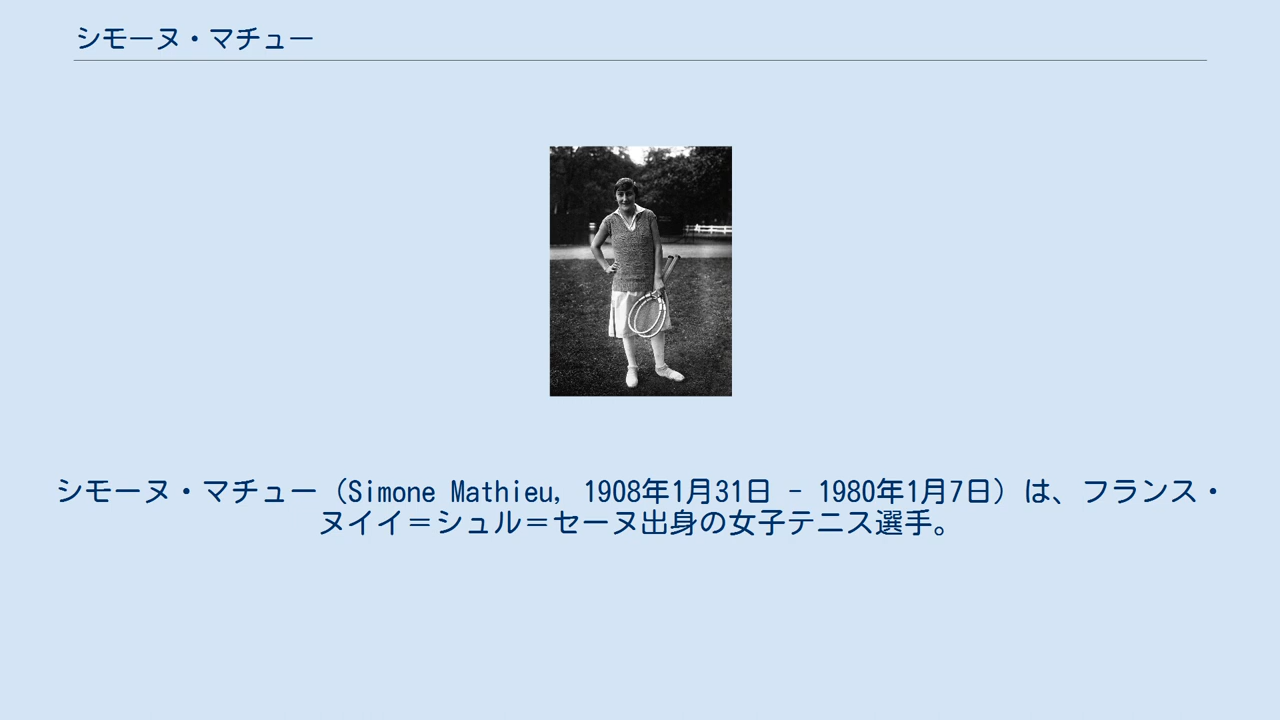 シモーヌ・マチュー
シモーヌ・マチュー（Simone Mathieu, 1908年1月31日 - 1980年1月7日）は、フランス・
ヌイイ＝シュル＝セーヌ出身の女子テニス選手。